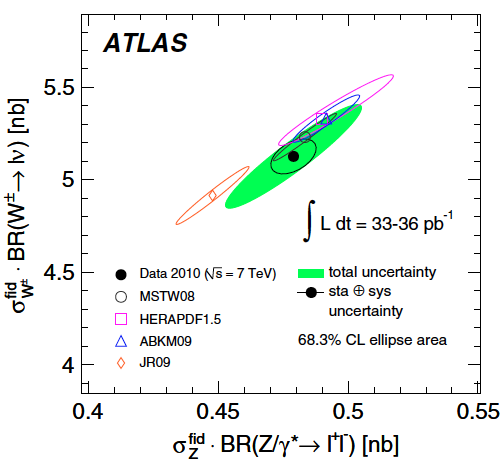 ATLAS
5.5
5
4.5
4
σ^fid_W± · BR(W±→ lν) [nb]
∫ L dt = 33-36 pb^-1
Data 2010 (√s = 7 TeV)
MSTW08
HERAPDF1.5
ABKM09
JR09
total uncertainty
sta ⊕ sys
uncertainty
68.3% CL ellipse area
0.4 0.45 0.5 0.55
σ^fid_Z · BR(Z/γ*→ l⁺l⁻) [nb]